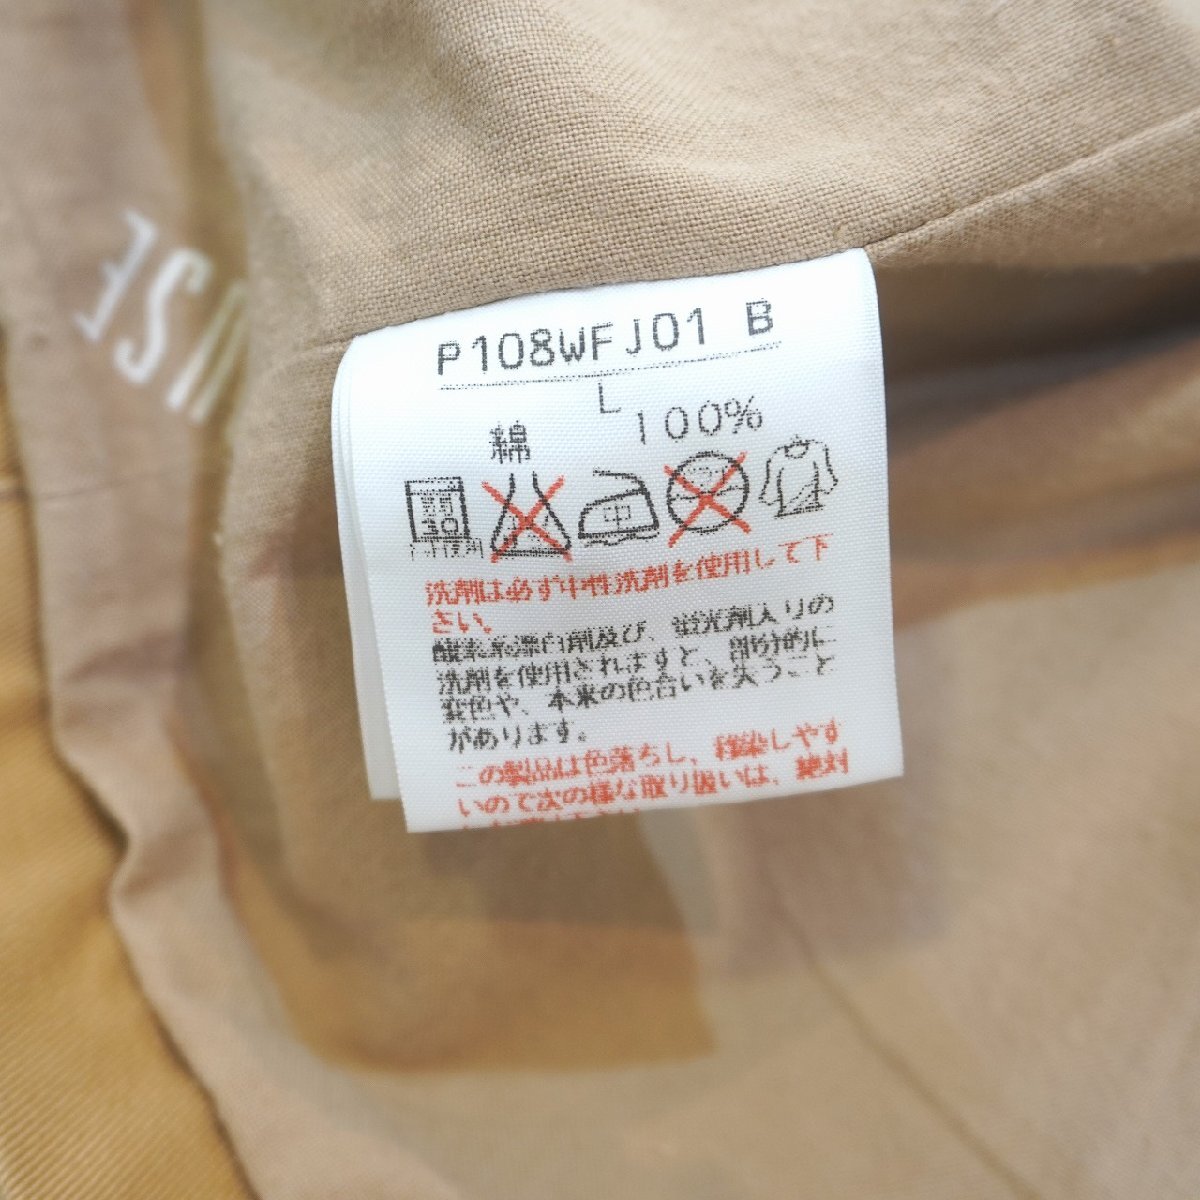 USE
P108WFJ01 B
L
綿 100%
30
中
洗剤は必ず中性洗剤を使用して下
さい。
酸素系漂白剤及び、蛍光剤入りの
洗剤を使用されますと、部分的に
変色や、本来の色合いを失うこと
があります。
この製品は色落ちし、移染しやす
いので次の様な取り扱いは、絶対